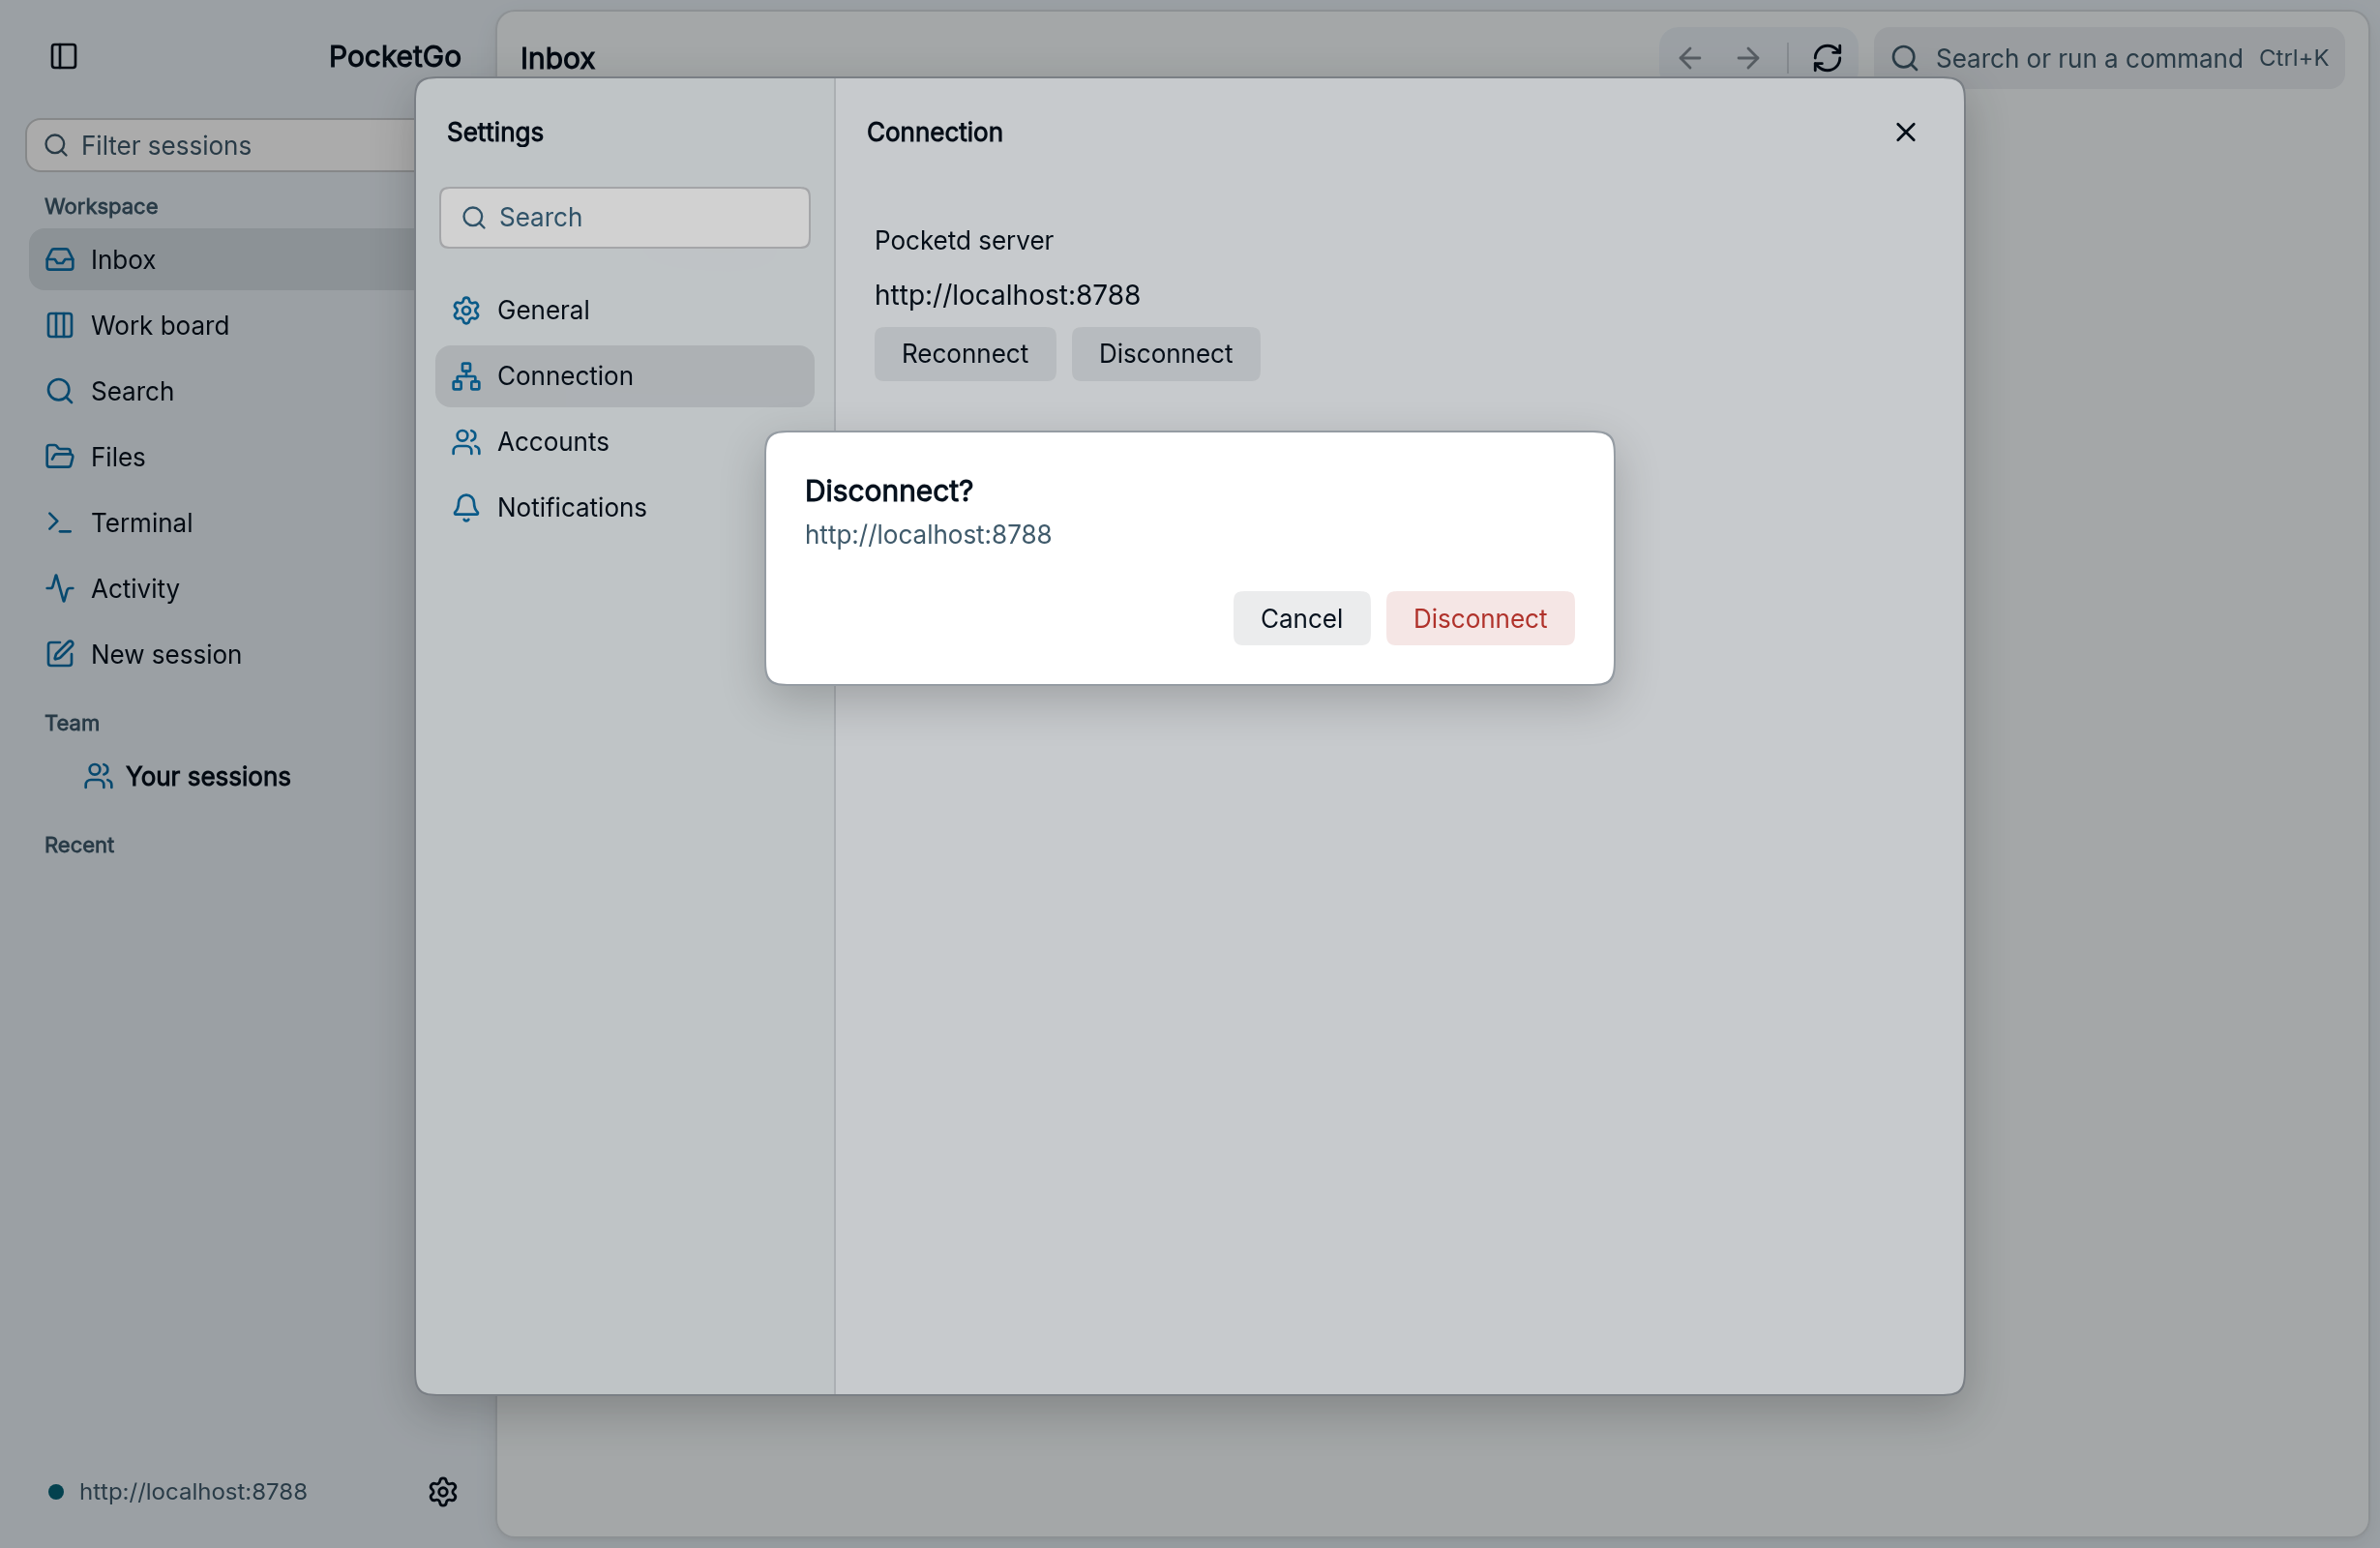 PocketGo
Filter sessions
Workspace
Inbox
Work board
Search
Files
Terminal
Activity
New session
Team
Your sessions
Recent
http://localhost:8788
Inbox
Search or run a command Ctrl+K
Settings
Search
General
Connection
Accounts
Notifications
Connection
Pocketd server
http://localhost:8788
Reconnect Disconnect
Disconnect?
http://localhost:8788
Cancel Disconnect